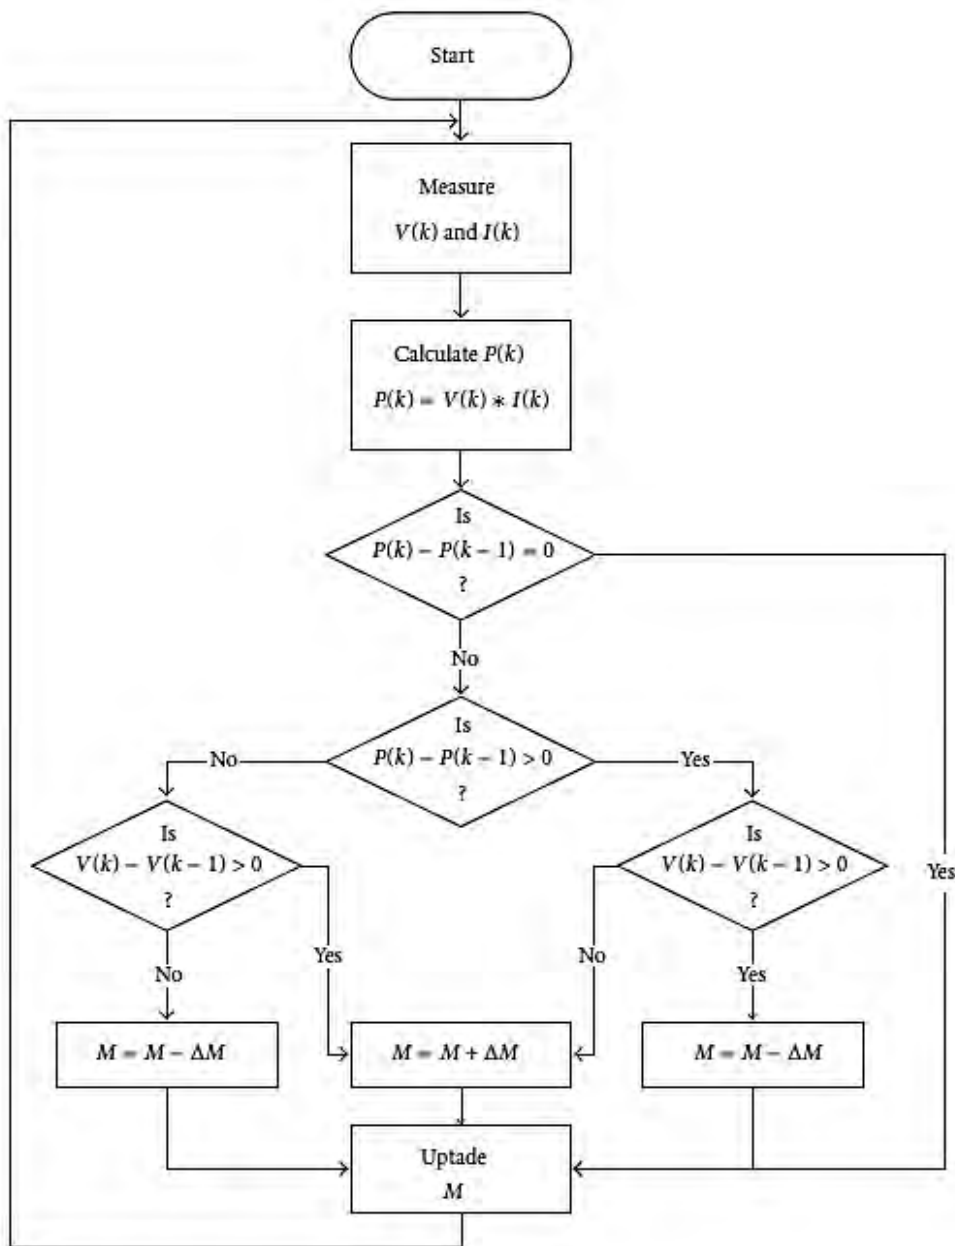 Start
Measure
V(k) and I(k)
Calculate P(k)
P(k) = V(k) * I(k)
Is
P(k) − P(k − 1) = 0
?
No
Is
P(k) − P(k − 1) > 0
?
No
Yes
Is
V(k) − V(k − 1) > 0
?
Is
V(k) − V(k − 1) > 0
?
Yes
No
Yes
No
Yes
M = M − ΔM
M = M + ΔM
M = M − ΔM
Uptade
M